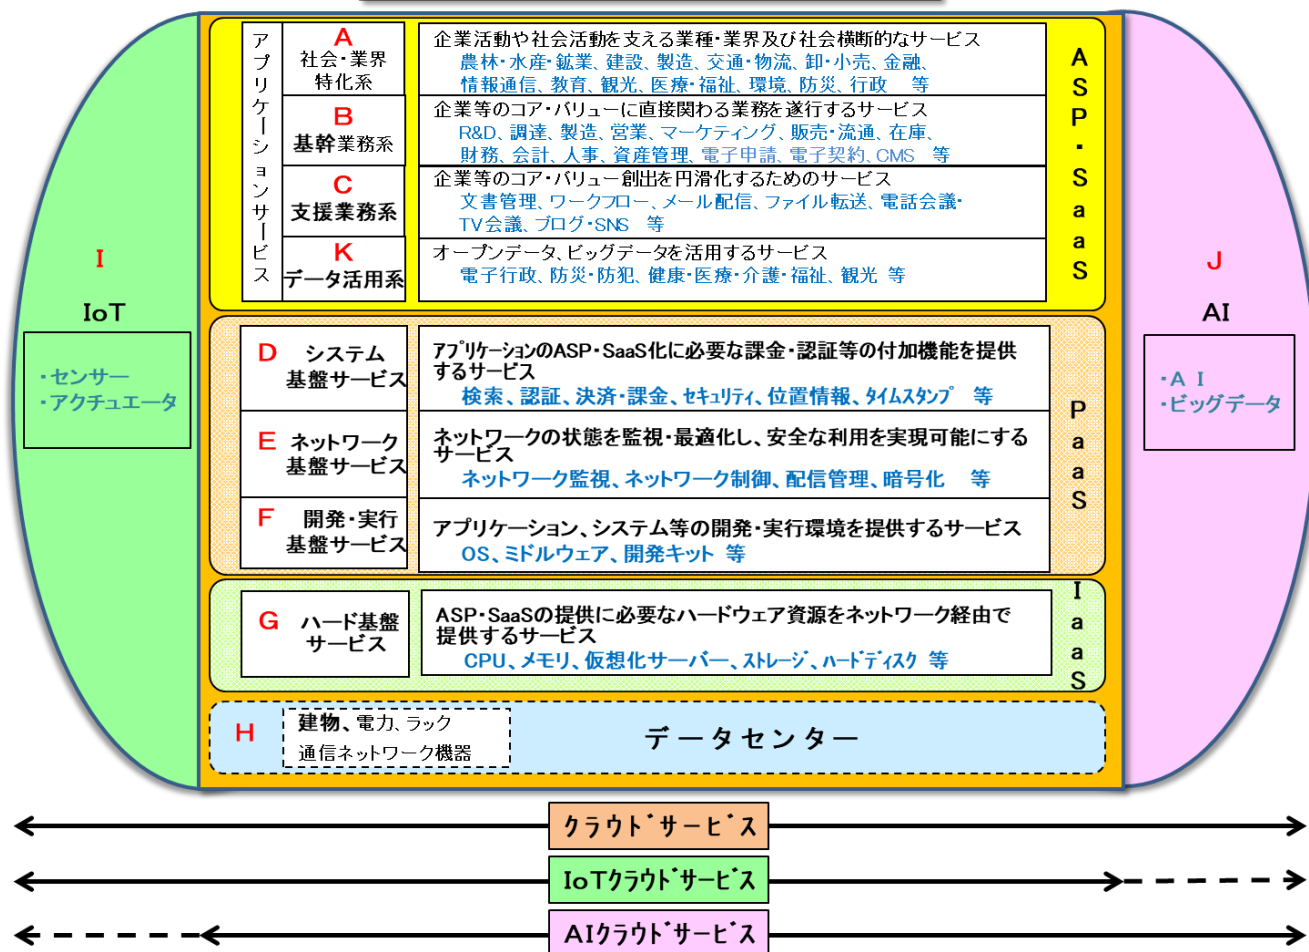 アプリケーションサービス
A
社会・業界
特化系
企業活動や社会活動を支える業種・業界及び社会横断的なサービス
農林・水産・鉱業、建設、製造、交通・物流、卸・小売、金融、
情報通信、教育、観光、医療・福祉、環境、防災、行政　等
B
基幹業務系
企業等のコア・バリューに直接関わる業務を遂行するサービス
R&D、調達、製造、営業、マーケティング、販売・流通、在庫、
財務、会計、人事、資産管理、電子申請、電子契約、CMS　等
C
支援業務系
企業等のコア・バリュー創出を円滑化するためのサービス
文書管理、ワークフロー、メール配信、ファイル転送、電話会議・
TV会議、ブログ・SNS　等
K
データ活用系
オープンデータ、ビッグデータを活用するサービス
電子行政、防災・防犯、健康・医療・介護・福祉、観光 等
ASP・SaaS
I
IoT
・センサー
・アクチュエータ
J
AI
・ＡＩ
・ビッグデータ
D システム
基盤サービス
アプリケーションのASP・SaaS化に必要な課金・認証等の付加機能を提供
するサービス
検索、認証、決済・課金、セキュリティ、位置情報、タイムスタンプ　等
E ネットワーク
基盤サービス
ネットワークの状態を監視・最適化し、安全な利用を実現可能にする
サービス
ネットワーク監視、ネットワーク制御、配信管理、暗号化　等
F 開発・実行
基盤サービス
アプリケーション、システム等の開発・実行環境を提供するサービス
OS、ミドルウェア、開発キット 等
PaaS
G ハード基盤
サービス
ASP・SaaSの提供に必要なハードウェア資源をネットワーク経由で
提供するサービス
CPU、メモリ、仮想化サーバー、ストレージ、ハードディスク 等
IaaS
H
建物、電力、ラック
通信ネットワーク機器
データセンター
クラウドサービス
IoTクラウドサービス
AIクラウドサービス